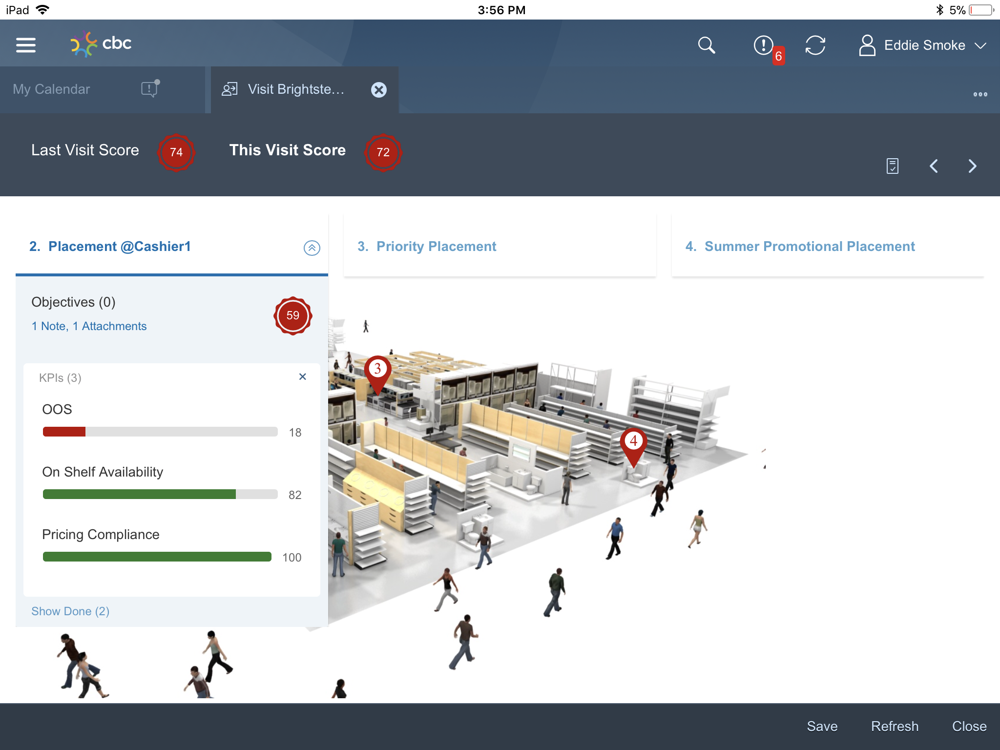 iPad
3:56 PM
5%
cbc
6
Eddie Smoke
My Calendar
Visit Brightste...
Last Visit Score
74
This Visit Score
72
2. Placement @Cashier1
3. Priority Placement
4. Summer Promotional Placement
Objectives (0)
59
1 Note, 1 Attachments
3
KPIs (3)
OOS
18
4
On Shelf Availability
82
Pricing Compliance
100
Show Done (2)
Save
Refresh
Close